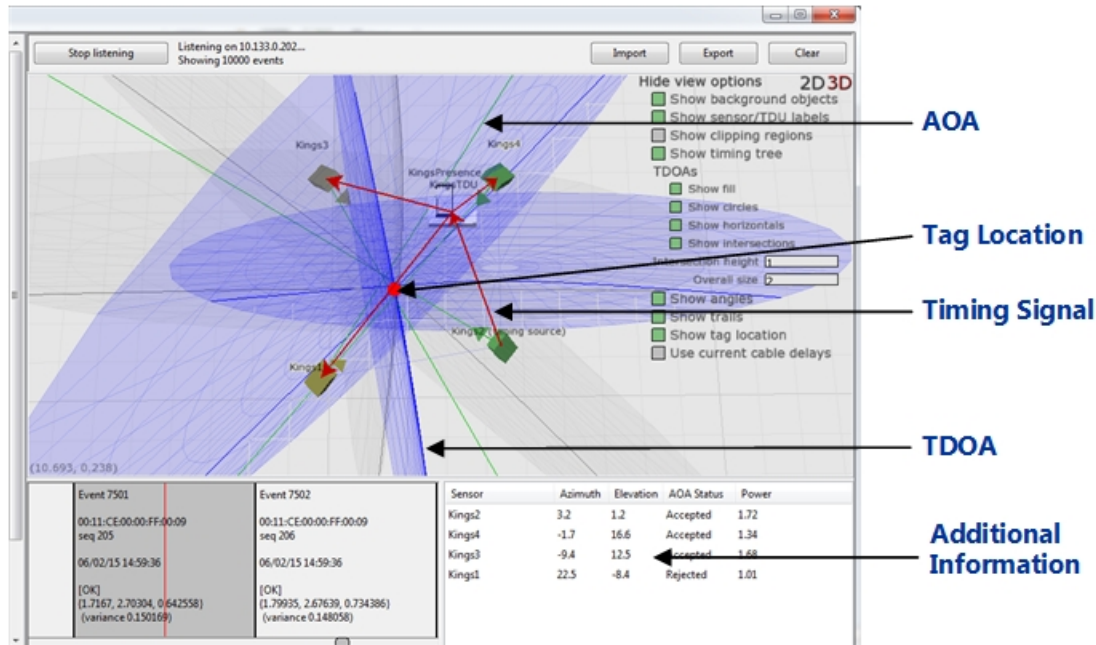 Stop listening
Listening on 10.133.0.202...
Showing 10000 events
Import
Export
Clear
Hide view options
2D 3D
Show background objects
Show sensor/TDU labels
Show clipping regions
Show timing tree
TDOAs
Show fill
Show circles
Show horizontals
Show intersections
Intersection height 1
Overall size 2
Show angles
Show trails
Show tag location
Use current cable delays
Kings3
Kings4
KingsPresence
KingsTDU
source)
Kings1
(10.693, 0.238)
AOA
Tag Location
Timing Signal
TDOA
Additional
Information
Event 7501
00:11:CE:00:00:FF:00:09
seq 205
06/02/15 14:59:36
[OK]
(1.7167, 2.70304, 0.642558)
(variance 0.150169)
Event 7502
00:11:CE:00:00:FF:00:09
seq 206
06/02/15 14:59:36
[OK]
(1.79935, 2.67639, 0.734386)
(variance 0.148058)
Sensor Azimuth Elevation AOA Status Power
Kings2 3.2 1.2 Accepted 1.72
Kings4 -1.7 16.6 Accepted 1.34
Kings3 -9.4 12.5 Accepted 1.68
Kings1 22.5 -8.4 Rejected 1.01